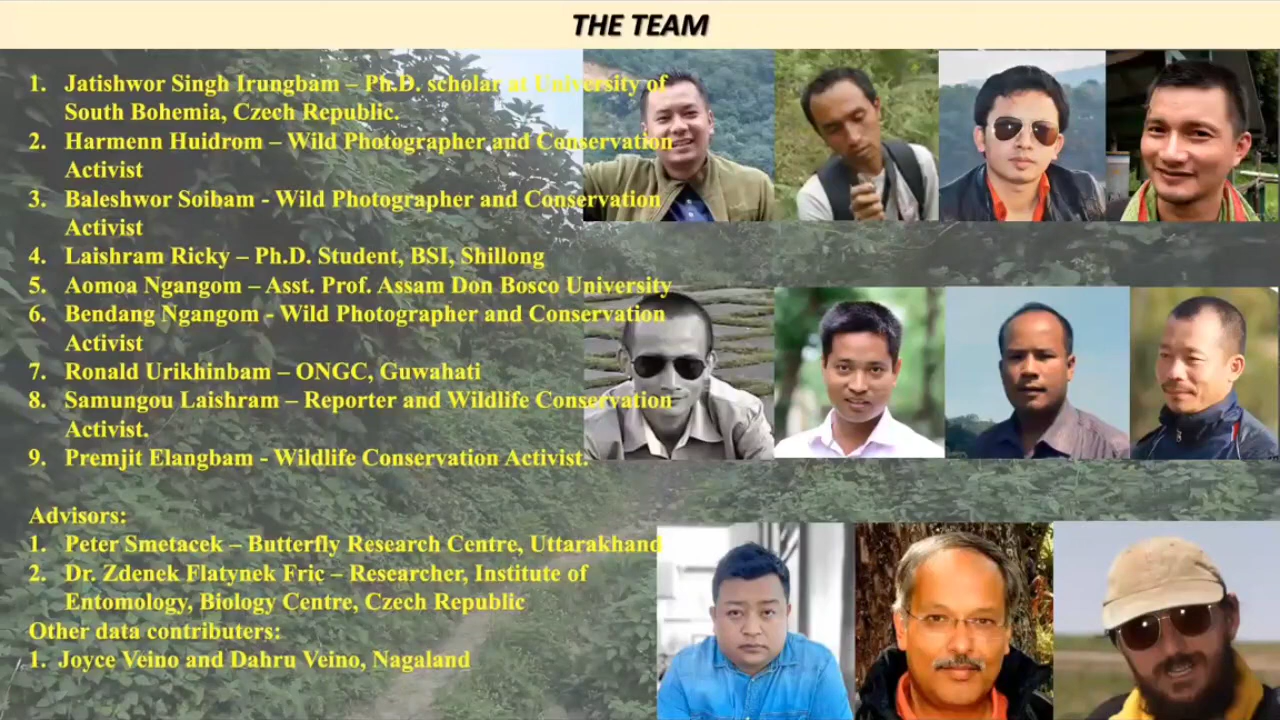 THE TEAM
1. Jatishwor Singh Irungbam – Ph.D. scholar at University of
South Bohemia, Czech Republic.
2. Harmenn Huidrom – Wild Photographer and Conservation
Activist
3. Baleshwor Soibam - Wild Photographer and Conservation
Activist
4. Laishram Ricky – Ph.D. Student, BSI, Shillong
5. Aomoa Ngangom – Asst. Prof. Assam Don Bosco University
6. Bendang Ngangom - Wild Photographer and Conservation
Activist
7. Ronald Urikhinbam – ONGC, Guwahati
8. Samungou Laishram – Reporter and Wildlife Conservation
Activist.
9. Premjit Elangbam - Wildlife Conservation Activist.
Advisors:
1. Peter Smetacek – Butterfly Research Centre, Uttarakhand
2. Dr. Zdenek Flatynek Fric – Researcher, Institute of
Entomology, Biology Centre, Czech Republic
Other data contributers:
1. Joyce Veino and Dahru Veino, Nagaland